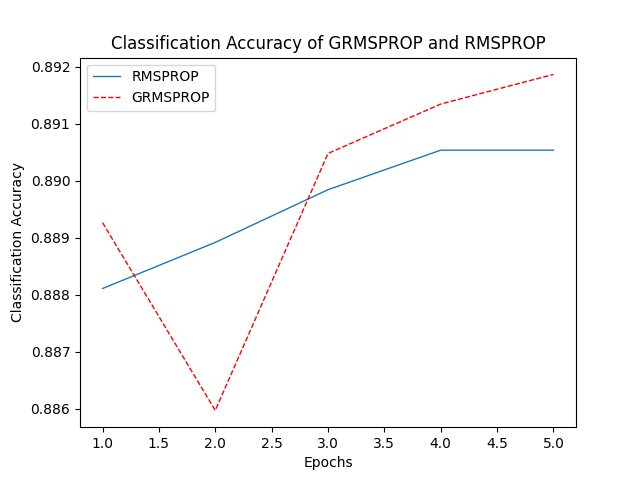 Classification Accuracy of GRMSPROP and RMSPROP
RMSPROP
GRMSPROP
Classification Accuracy
0.892
0.891
0.890
0.889
0.888
0.887
0.886
1.0 1.5 2.0 2.5 3.0 3.5 4.0 4.5 5.0
Epochs